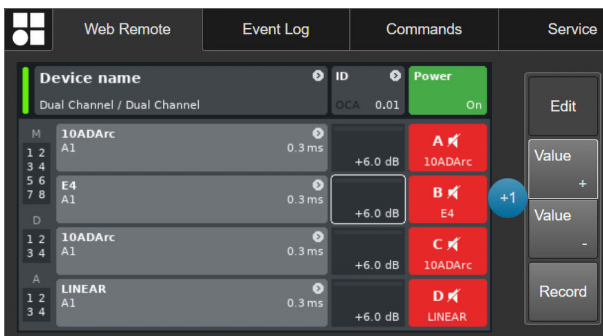 Web Remote Event Log Commands Service
Device name ID Power
Dual Channel / Dual Channel OCA 0.01 On
Edit
M 10ADArc A
1 2 A1 0.3 ms +6.0 dB 10ADArc
3 4
Value
+
5 6 E4 B
7 8 A1 0.3 ms +6.0 dB E4
+1
D
Value
-
1 2 10ADArc C
3 4 A1 0.3 ms +6.0 dB 10ADArc
A
Record
1 2 LINEAR D
3 4 A1 0.3 ms +6.0 dB LINEAR